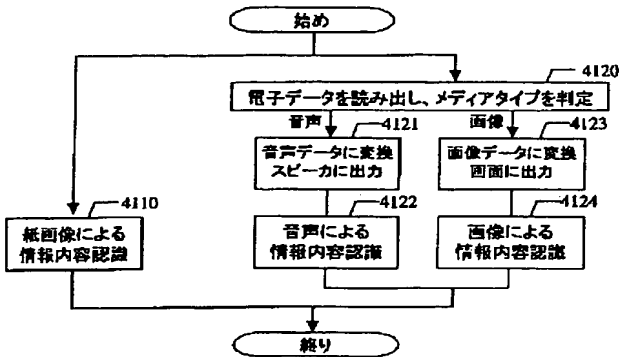 始め
4120
電子データを読み出し、メディアタイプを判定
音声
4121
画像
4123
音声データに変換
スピーカに出力
画像データに変換
画面に出力
4110
紙画像による
情報内容認識
4122
音声による
情報内容認識
4124
画像による
情報内容認識
終り